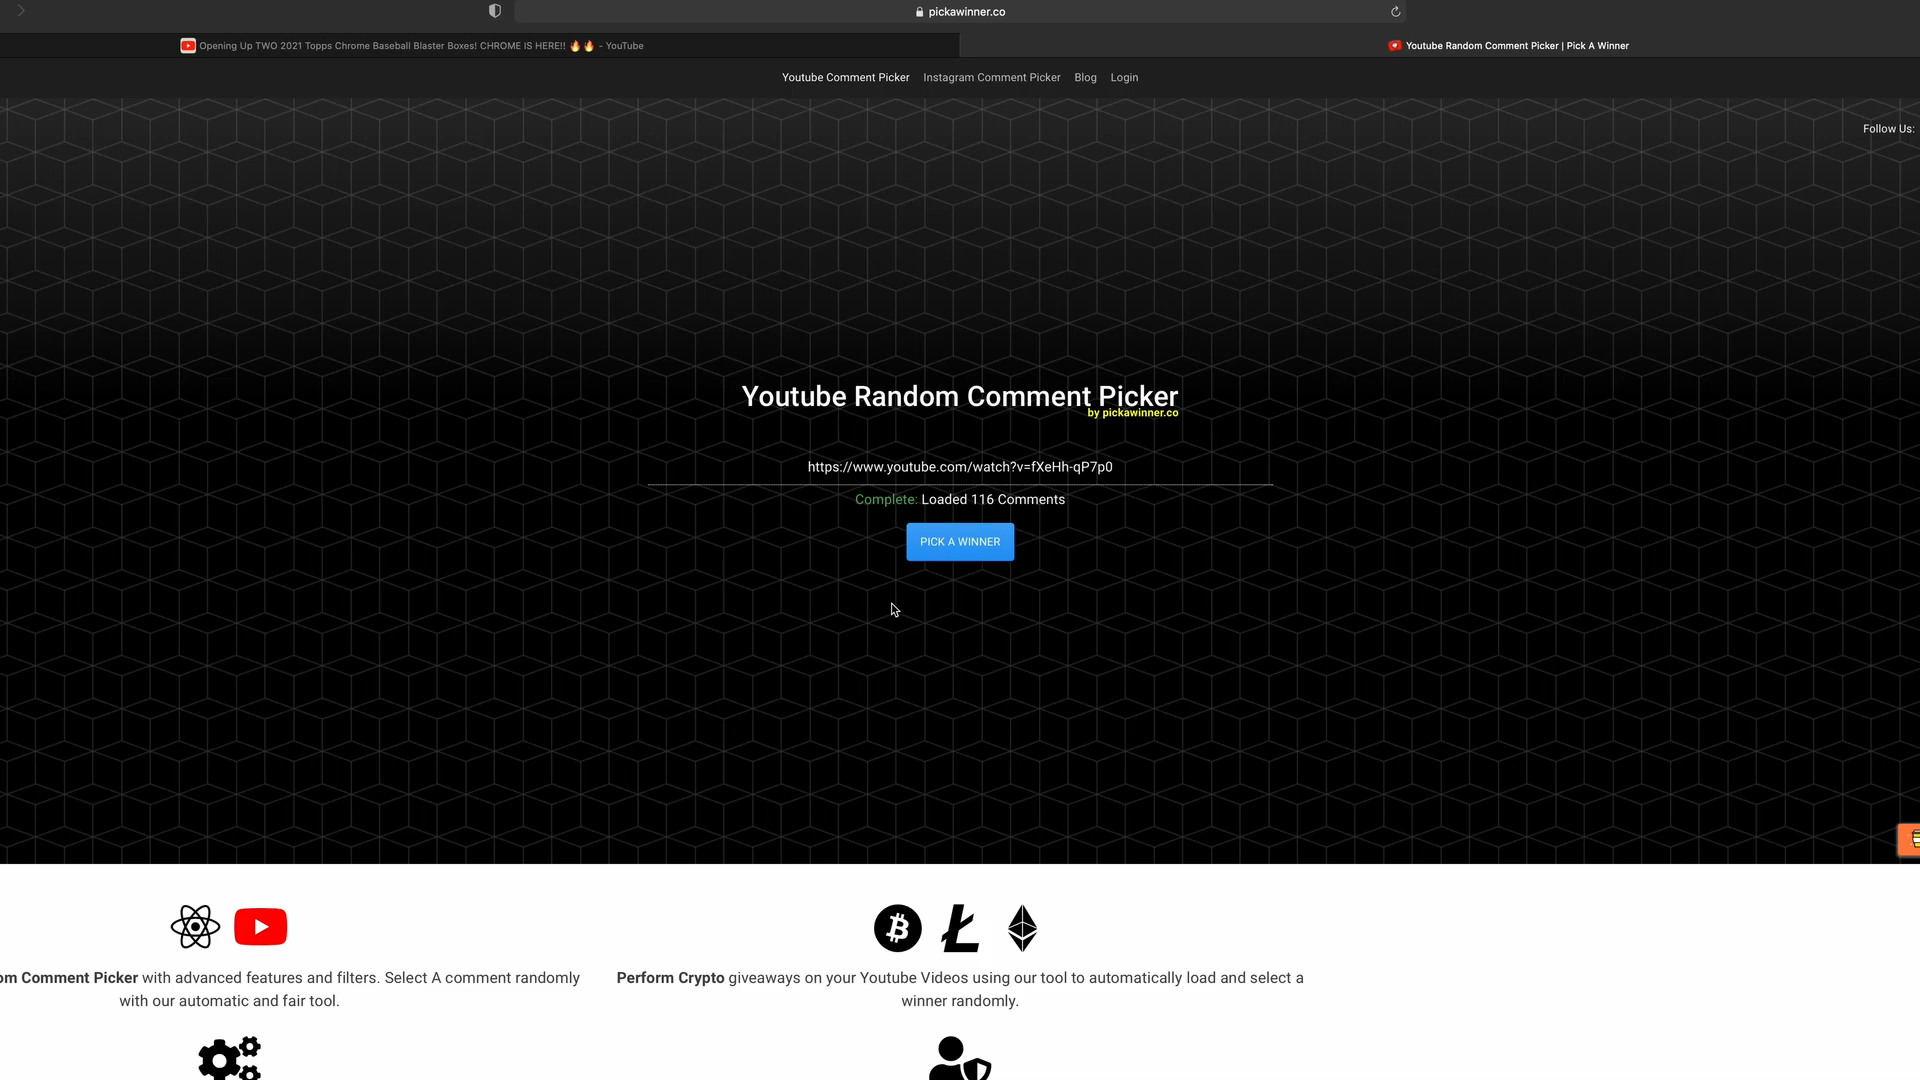 pickawinner.co
Opening Up TWO 2021 Topps Chrome Baseball Blaster Boxes! CHROME IS HERE!! 🔥🔥 - YouTube
Youtube Random Comment Picker | Pick A Winner
Youtube Comment Picker
Instagram Comment Picker
Blog
Login
Follow Us:
Youtube Random Comment Picker
by pickawinner.co
https://www.youtube.com/watch?v=fXeHh-qP7p0
Complete: Loaded 116 Comments
PICK A WINNER
om Comment Picker with advanced features and filters. Select A comment randomly
with our automatic and fair tool.
Perform Crypto giveaways on your Youtube Videos using our tool to automatically load and select a
winner randomly.